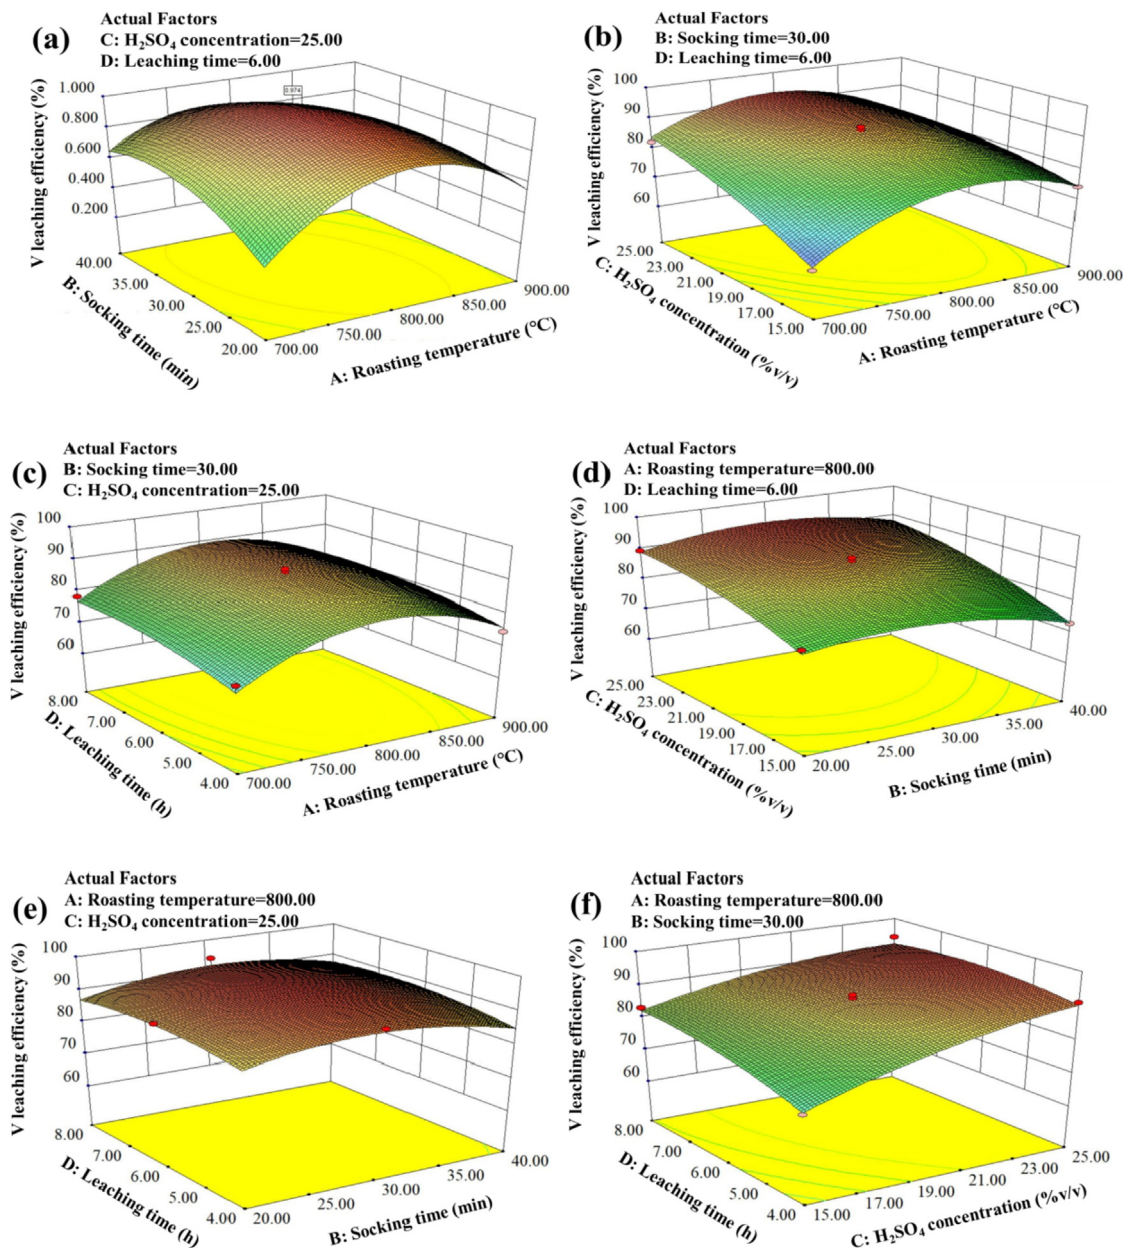 (a)
Actual Factors
C: H₂SO₄ concentration=25.00
D: Leaching time=6.00
V leaching efficiency (%)
1.000
0.800
0.600
0.400
0.200
0.974
40.00
35.00
30.00
25.00
20.00
B: Socking time (min)
700.00
750.00
800.00
850.00
900.00
A: Roasting temperature (°C)
(b)
Actual Factors
B: Socking time=30.00
D: Leaching time=6.00
V leaching efficiency (%)
100
90
80
70
60
25.00
23.00
21.00
19.00
17.00
15.00
C: H₂SO₄ concentration (%v/v)
700.00
750.00
800.00
850.00
900.00
A: Roasting temperature (°C)
(c)
Actual Factors
B: Socking time=30.00
C: H₂SO₄ concentration=25.00
V leaching efficiency (%)
100
90
80
70
60
8.00
7.00
6.00
5.00
4.00
D: Leaching time (h)
700.00
750.00
800.00
850.00
900.00
A: Roasting temperature (°C)
(d)
Actual Factors
A: Roasting temperature=800.00
D: Leaching time=6.00
V leaching efficiency (%)
100
90
80
70
60
25.00
23.00
21.00
19.00
17.00
15.00
C: H₂SO₄ concentration (%v/v)
20.00
25.00
30.00
35.00
40.00
B: Socking time (min)
(e)
Actual Factors
A: Roasting temperature=800.00
C: H₂SO₄ concentration=25.00
V leaching efficiency (%)
100
90
80
70
60
8.00
7.00
6.00
5.00
4.00
D: Leaching time (h)
20.00
25.00
30.00
35.00
40.00
B: Socking time (min)
(f)
Actual Factors
A: Roasting temperature=800.00
B: Socking time=30.00
V leaching efficiency (%)
100
90
80
70
60
8.00
7.00
6.00
5.00
4.00
D: Leaching time (h)
15.00
17.00
19.00
21.00
23.00
25.00
C: H₂SO₄ concentration (%v/v)